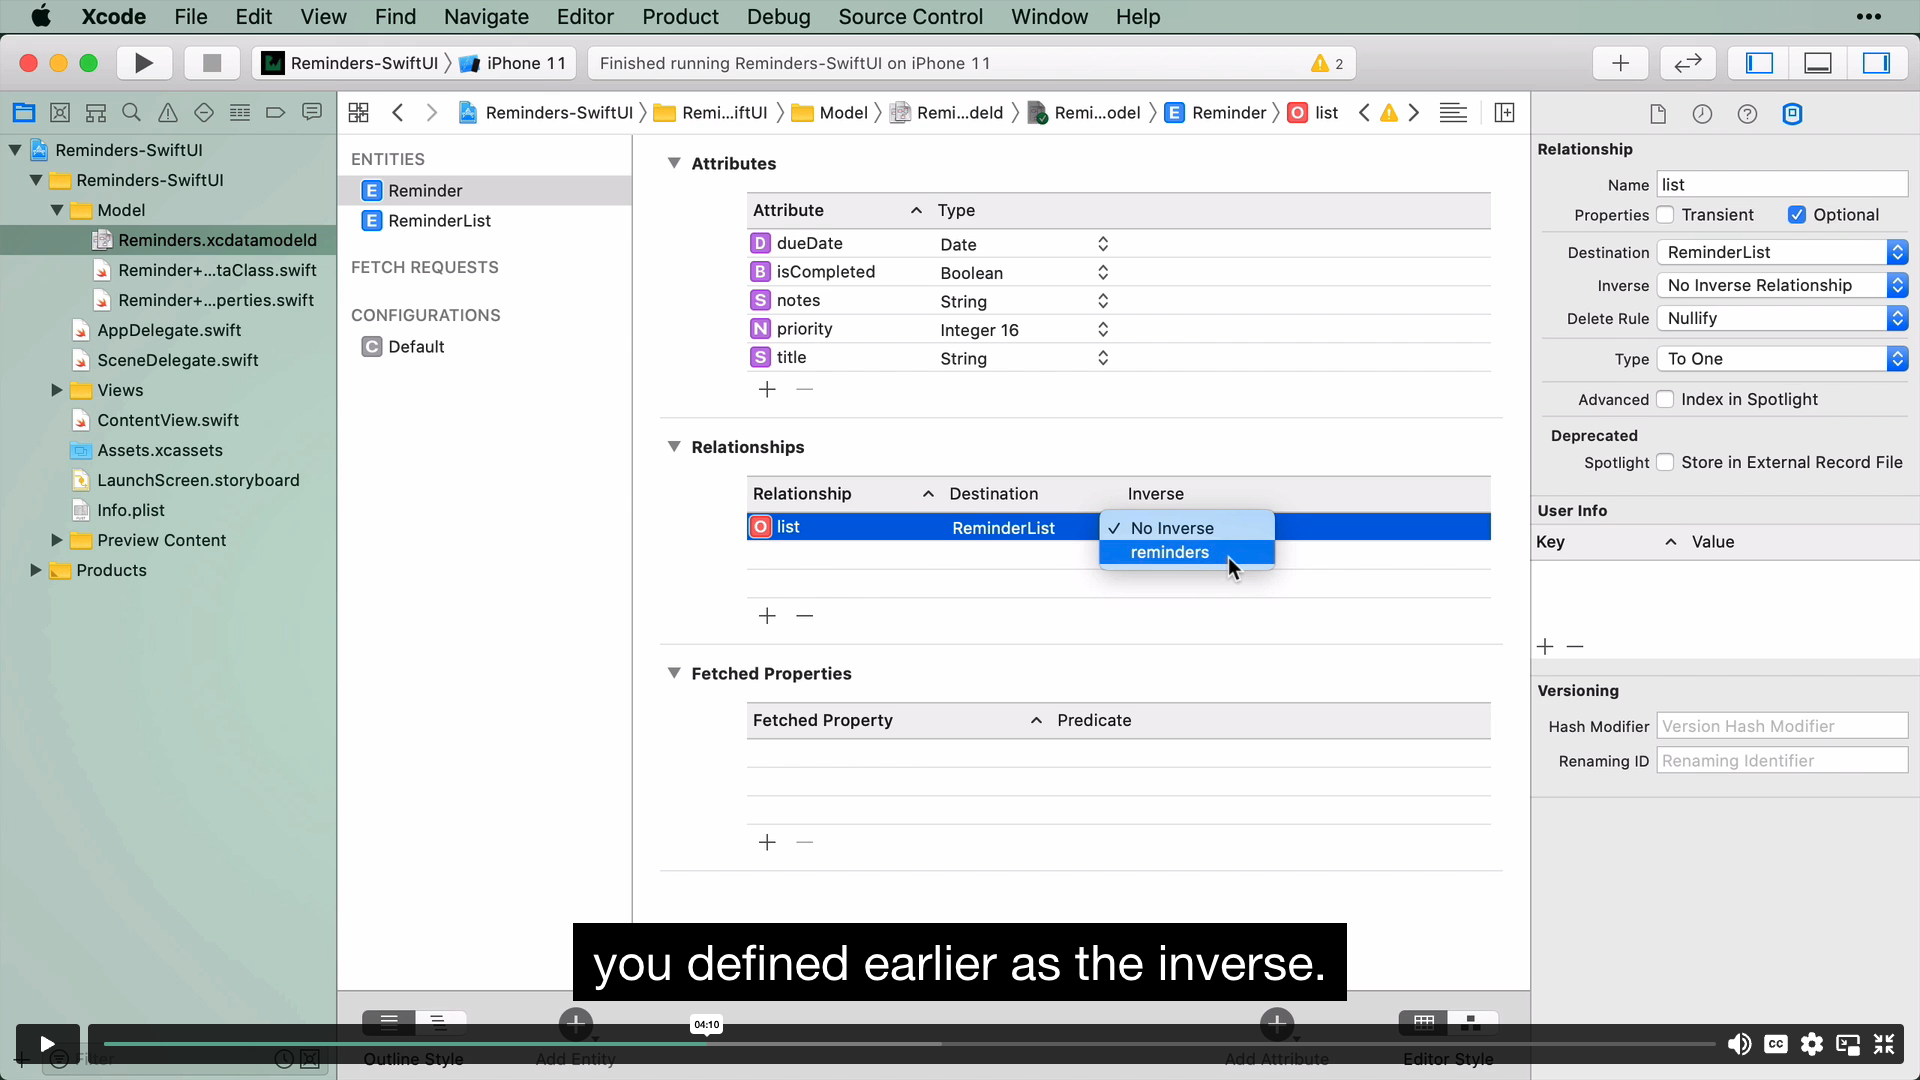 Xcode File Edit View Find Navigate Editor Product Debug Source Control Window Help
Reminders-SwiftUI iPhone 11
Finished running Reminders-SwiftUI on iPhone 11
2
Reminders-SwiftUI Remi...iftUI Model Remi...deld Remi...odel E Reminder O list
Reminders-SwiftUI
Reminders-SwiftUI
Model
Reminders.xcdatamodeld
Reminder+...taClass.swift
Reminder+...perties.swift
AppDelegate.swift
SceneDelegate.swift
Views
ContentView.swift
Assets.xcassets
LaunchScreen.storyboard
Info.plist
Preview Content
Products
Filter
ENTITIES
E Reminder
E ReminderList
FETCH REQUESTS
CONFIGURATIONS
C Default
Attributes
Attribute Type
D dueDate Date
B isCompleted Boolean
S notes String
N priority Integer 16
S title String
Relationships
Relationship Destination Inverse
O list ReminderList No Inverse
reminders
Fetched Properties
Fetched Property Predicate
Relationship
Name list
Properties Transient Optional
Destination ReminderList
Inverse No Inverse Relationship
Delete Rule Nullify
Type To One
Advanced Index in Spotlight
Deprecated
Spotlight Store in External Record File
User Info
Key Value
Versioning
Hash Modifier Version Hash Modifier
Renaming ID Renaming Identifier
you defined earlier as the inverse.
04:10
CC
Outline Style Add Entity Add Attribute Editor Style